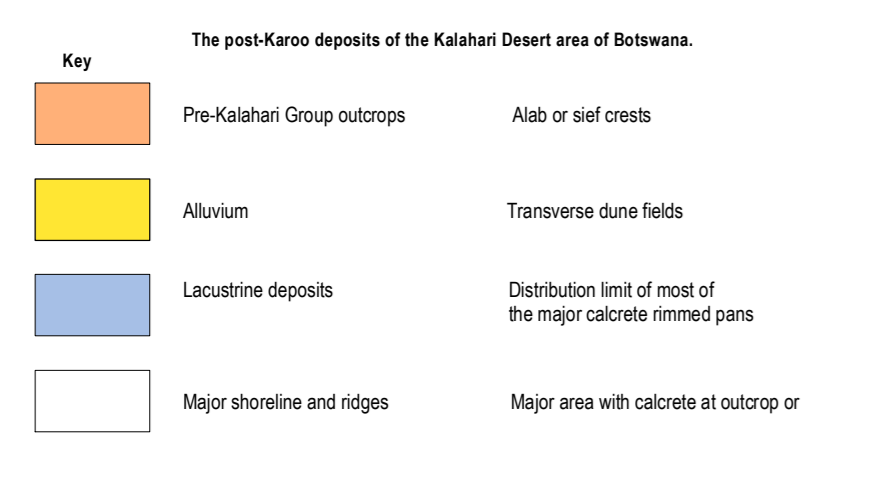 The post-Karoo deposits of the Kalahari Desert area of Botswana.
Key
Pre-Kalahari Group outcrops
Alab or sief crests
Alluvium
Transverse dune fields
Lacustrine deposits
Distribution limit of most of
the major calcrete rimmed pans
Major shoreline and ridges
Major area with calcrete at outcrop or